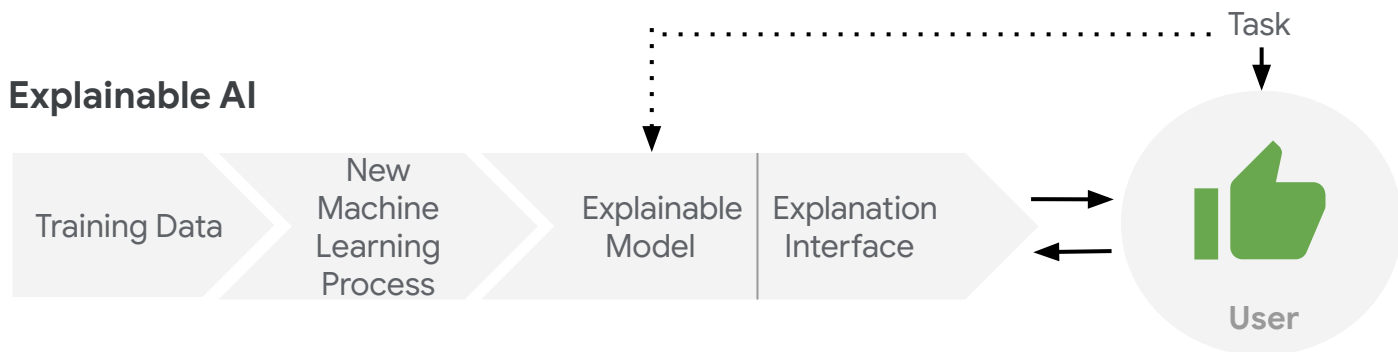 Task
Explainable AI
Training Data
New
Machine
Learning
Process
Explainable
Model
Explanation
Interface
User